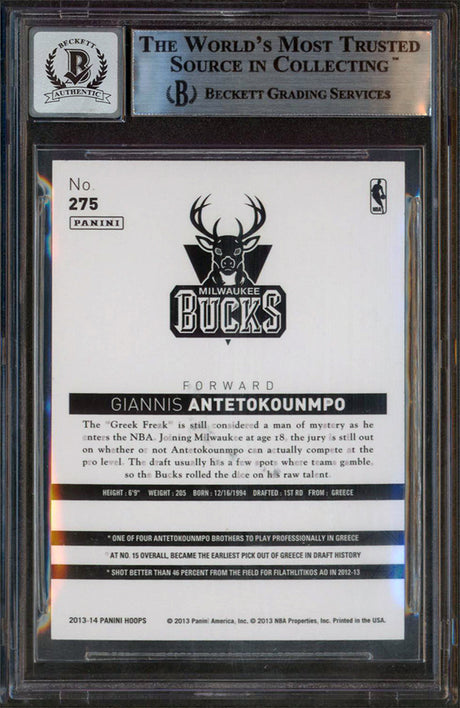 BECKETT
B
AUTHENTIC
THE WORLD'S MOST TRUSTED
SOURCE IN COLLECTING™
B BECKETT GRADING SERVICES
No.
275
PANINI
NBA
MILWAUKEE
BUCKS
FORWARD
GIANNIS ANTETOKOUNMPO
The "Greek Freak" is still considered a man of mystery as he
enters the NBA. Joining Milwaukee at age 18, the jury is still out
on whether or not Antetokounmpo can actually compete at the
pro level. The draft usually has a few spots where teams gamble,
so the Bucks rolled the dice on his raw talent.
HEIGHT: 6'9" WEIGHT: 205 BORN: 12/16/1994 DRAFTED: 1ST RD FROM: GREECE
* ONE OF FOUR ANTETOKOUNMPO BROTHERS TO PLAY PROFESSIONALLY IN GREECE
* AT NO. 15 OVERALL, BECAME THE EARLIEST PICK OUT OF GREECE IN DRAFT HISTORY
* SHOT BETTER THAN 46 PERCENT FROM THE FIELD FOR FILATHLITIKOS AO IN 2012-13
2013-14 PANINI HOOPS © 2013 Panini America, Inc. © 2013 NBA Properties, Inc. Printed in the USA.